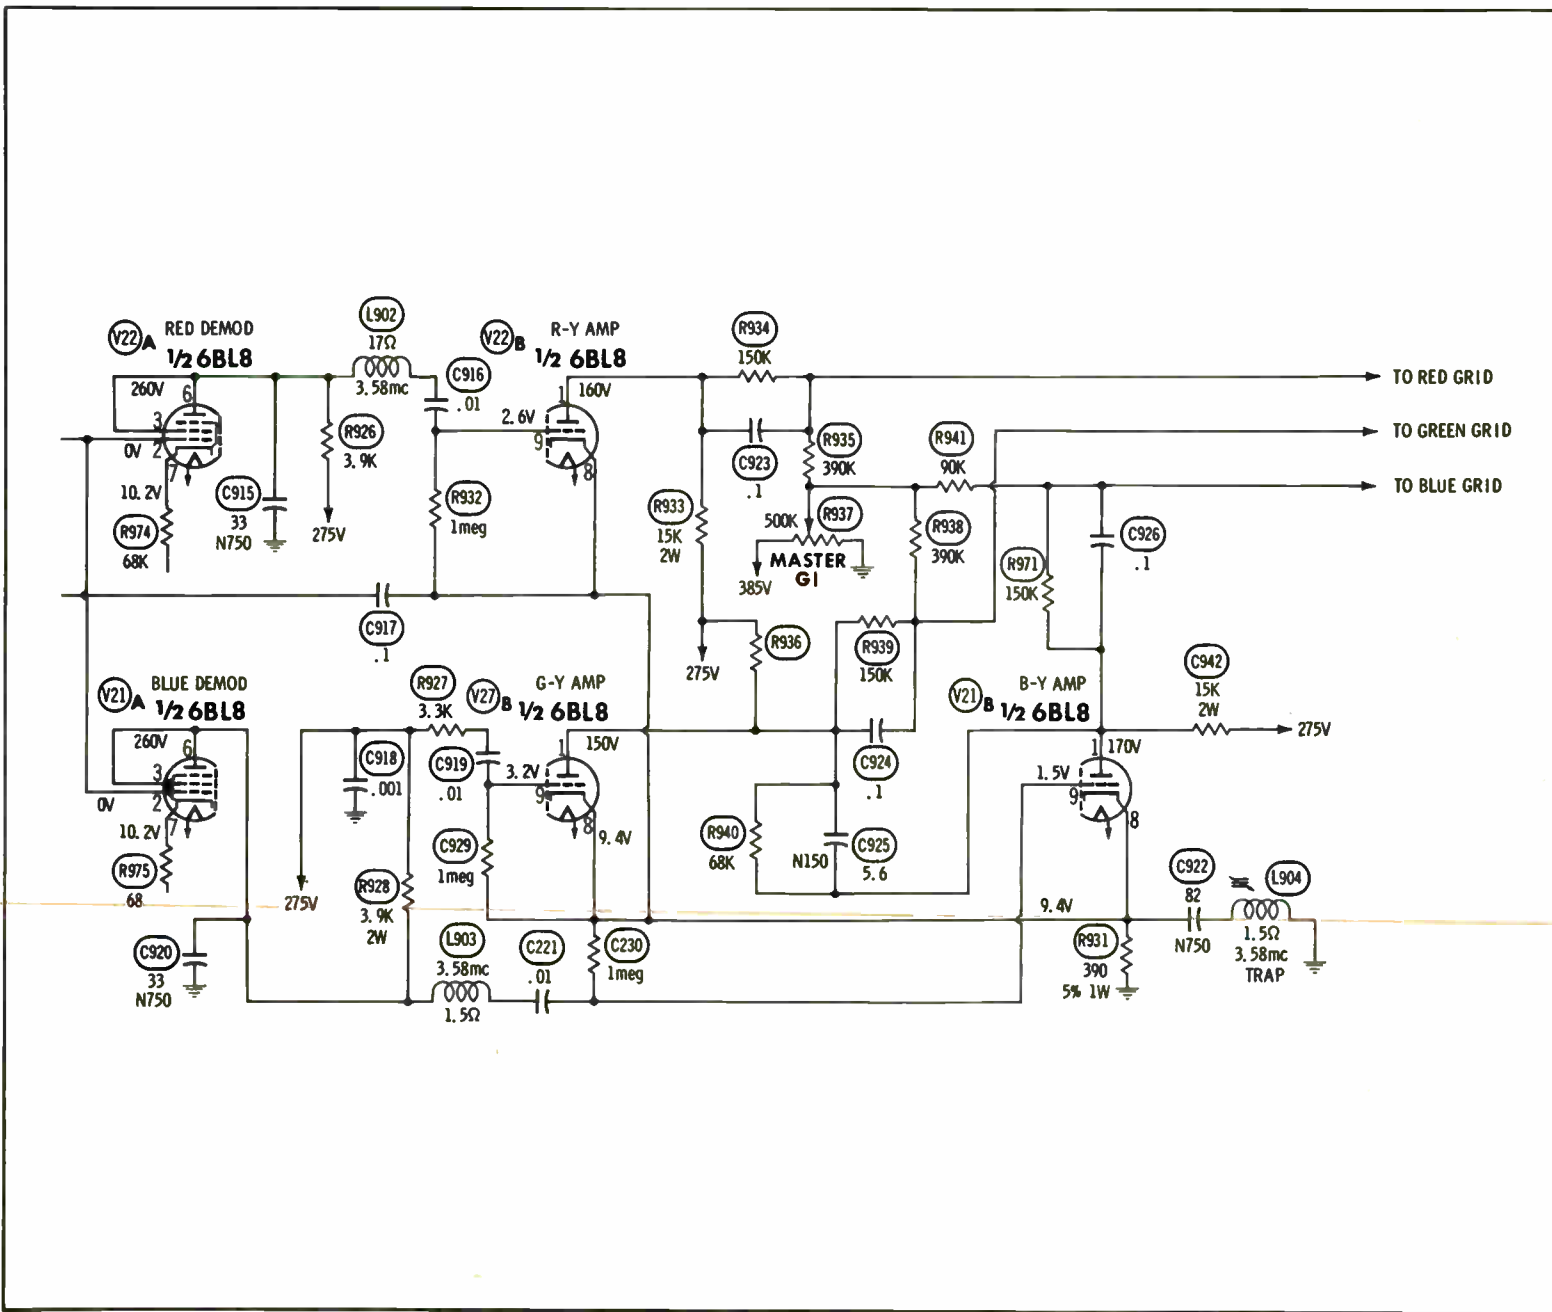 L902
17Ω
3.58mc
V22 A
RED DEMOD
1/2 6BL8
V22 B
R-Y AMP
1/2 6BL8
R934
150K
260V
6
3
2
0V
7
10.2V
R974
68K
C915
33
N750
R926
3.9K
275V
C916
.01
2.6V
1
160V
9
8
R932
1meg
C917
.1
R933
15K
2W
275V
C923
.1
R935
390K
500K
R937
MASTER
G1
385V
R941
90K
R938
390K
R971
150K
C926
.1
TO RED GRID
TO GREEN GRID
TO BLUE GRID
R936
R939
150K
C924
.1
V21 A
BLUE DEMOD
1/2 6BL8
260V
6
3
2
0V
7
10.2V
R975
68
C920
33
N750
275V
C918
.001
R927
3.3K
C919
.01
V27 B
G-Y AMP
1/2 6BL8
1
150V
3.2V
9
8
9.4V
C929
1meg
R928
3.9K
2W
L903
3.58mc
1.5Ω
C221
.01
C230
1meg
R940
68K
N150
C925
5.6
V21 B
B-Y AMP
1/2 6BL8
C942
15K
2W
275V
1
170V
1.5V
9
8
9.4V
R931
390
5% 1W
C922
82
N750
L904
1.5Ω
3.58mc
TRAP